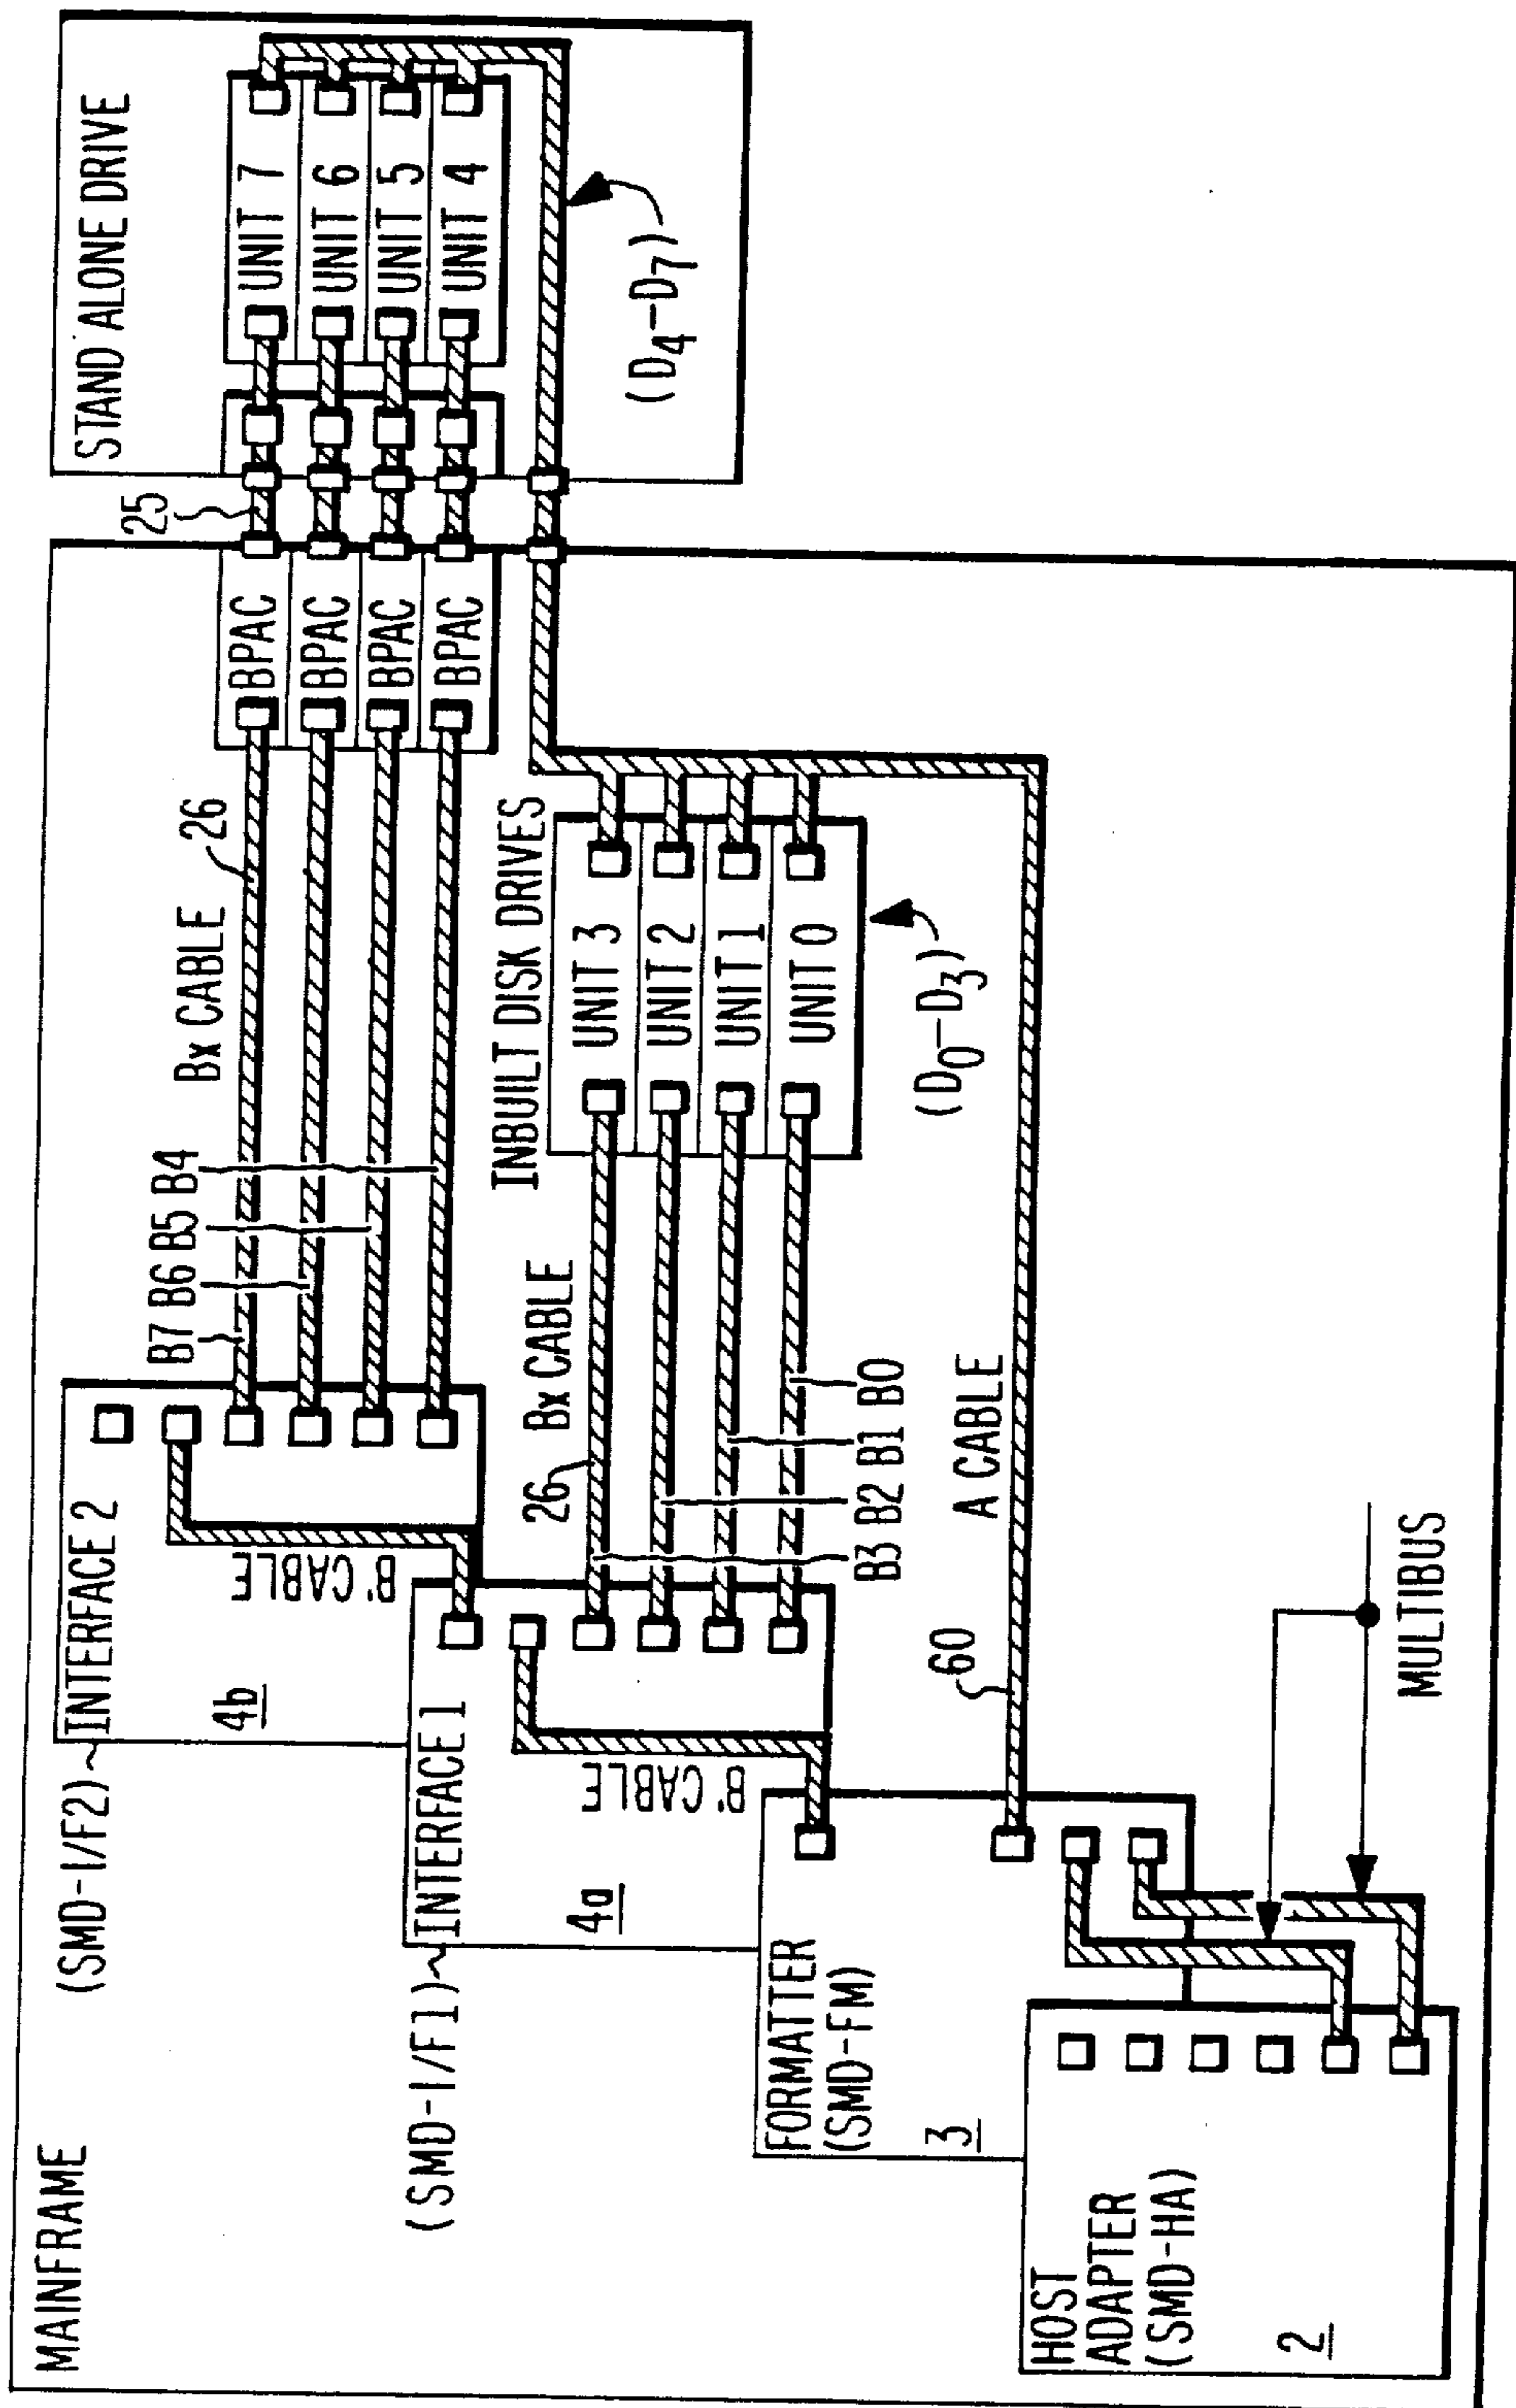 MAINFRAME
STAND ALONE DRIVE
(SMD-I/F2)
INTERFACE 2
4b
B7 B6 B5 B4
Bx CABLE
26
BPAC
BPAC
BPAC
BPAC
25
UNIT 7
UNIT 6
UNIT 5
UNIT 4
(D4-D7)
B' CABLE
(SMD-I/F1)
INTERFACE 1
4a
26
Bx CABLE
INBUILT DISK DRIVES
UNIT 3
UNIT 2
UNIT 1
UNIT 0
(D0-D3)
B3 B2 B1 B0
B' CABLE
FORMATTER
(SMD-FM)
3
60
A CABLE
HOST
ADAPTER
(SMD-HA)
2
MULTIBUS